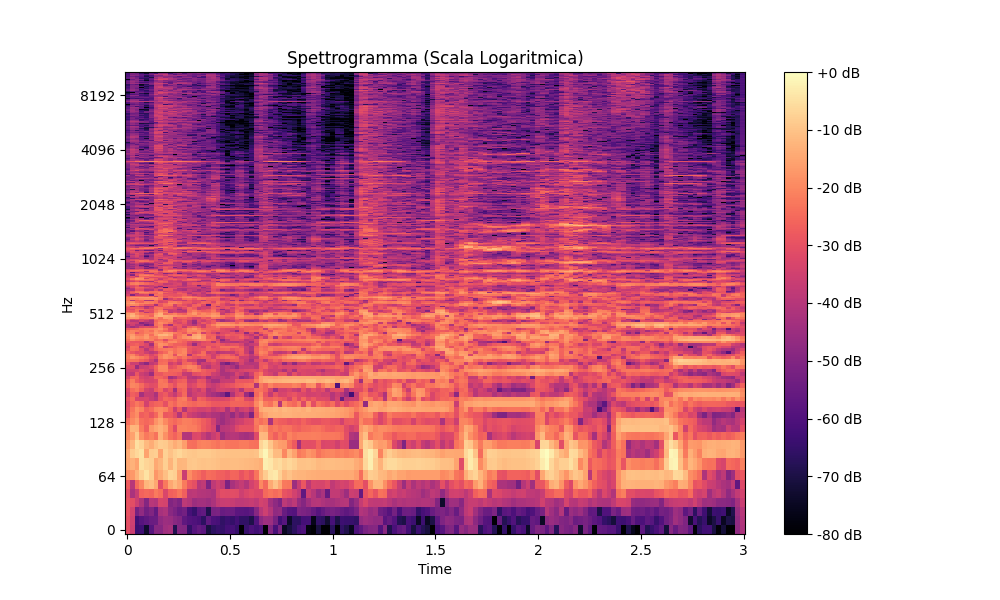 Spettrogramma (Scala Logaritmica)
Hz
8192
4096
2048
1024
512
256
128
64
0
0
0.5
1
1.5
2
2.5
3
Time
+0 dB
-10 dB
-20 dB
-30 dB
-40 dB
-50 dB
-60 dB
-70 dB
-80 dB